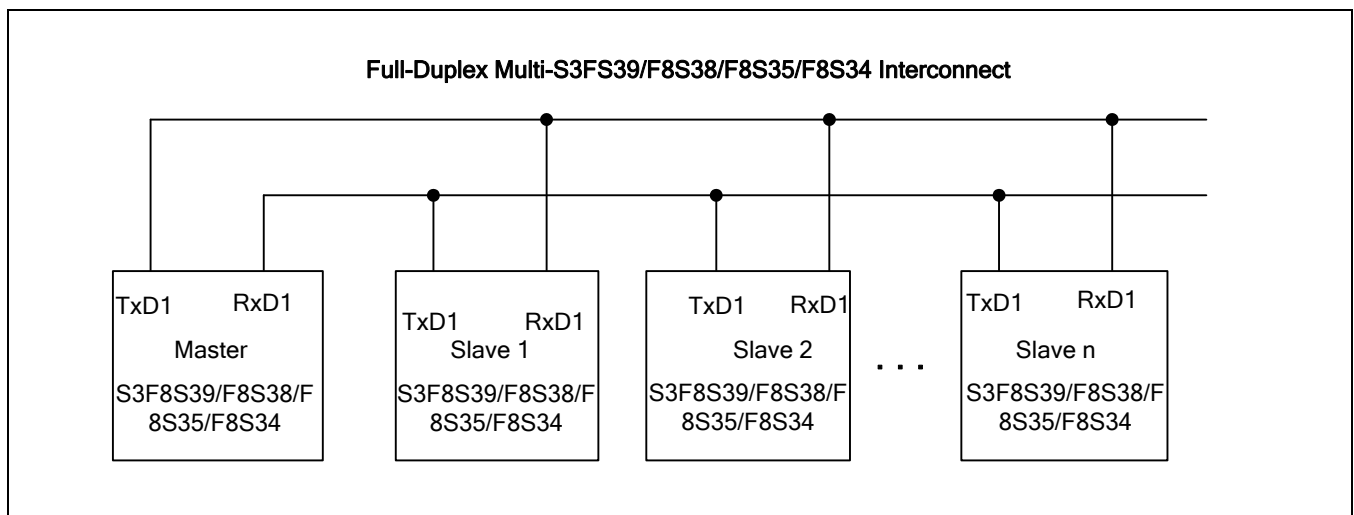 Full-Duplex Multi-S3FS39/F8S38/F8S35/F8S34 Interconnect
TxD1 RxD1
Master
S3F8S39/F8S38/F
8S35/F8S34
TxD1 RxD1
Slave 1
S3F8S39/F8S38/F
8S35/F8S34
TxD1 RxD1
Slave 2
S3F8S39/F8S38/F
8S35/F8S34
. . .
TxD1 RxD1
Slave n
S3F8S39/F8S38/F
8S35/F8S34